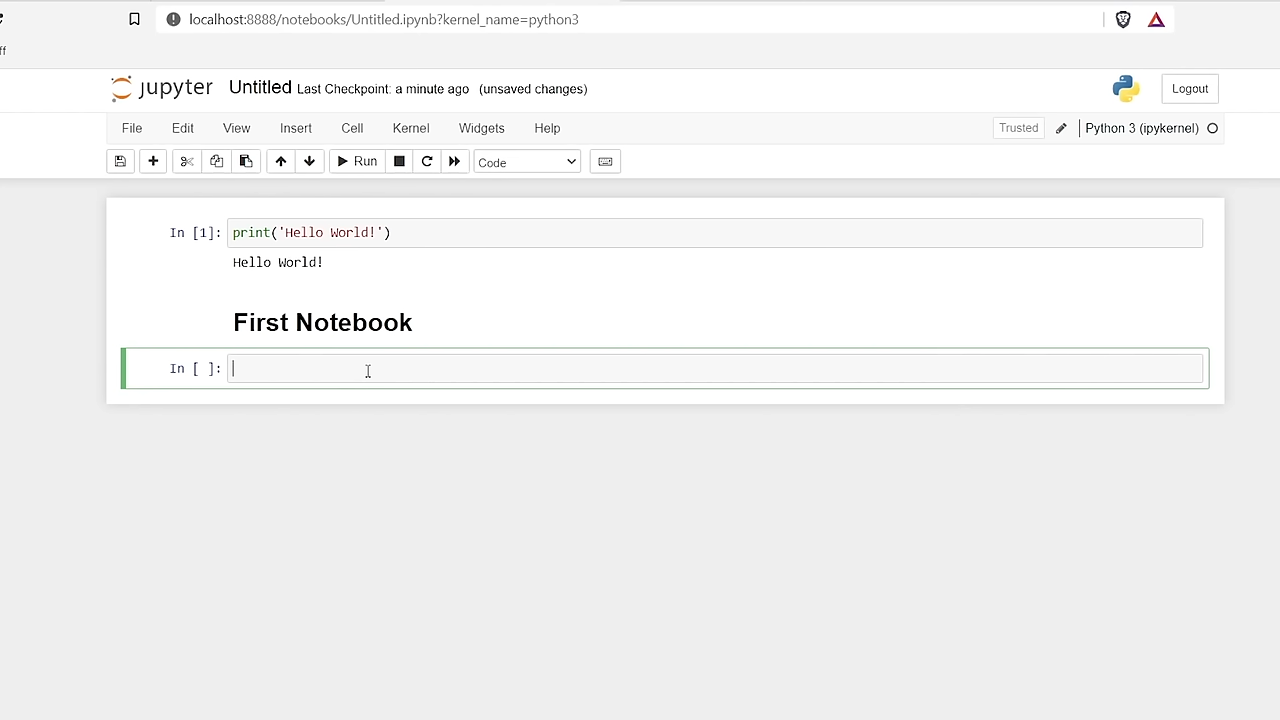 localhost:8888/notebooks/Untitled.ipynb?kernel_name=python3
ff
jupyter Untitled Last Checkpoint: a minute ago (unsaved changes) Logout
File Edit View Insert Cell Kernel Widgets Help Trusted Python 3 (ipykernel)
Run Code
In [1]: print('Hello World!')
Hello World!
First Notebook
In [ ]: